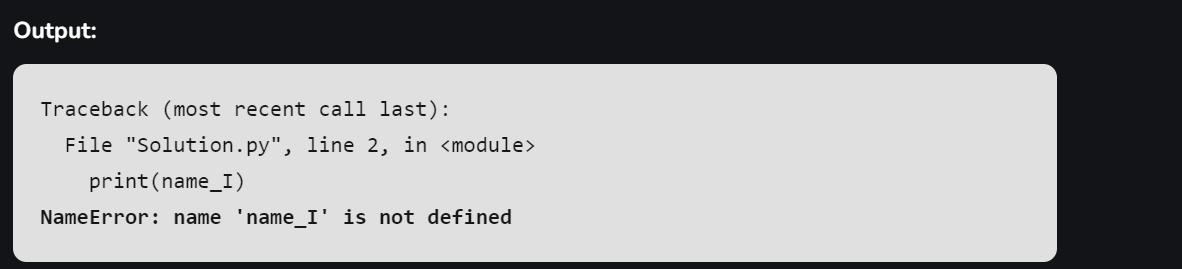 Output:
Traceback (most recent call last):
  File "Solution.py", line 2, in <module>
    print(name_I)
NameError: name 'name_I' is not defined